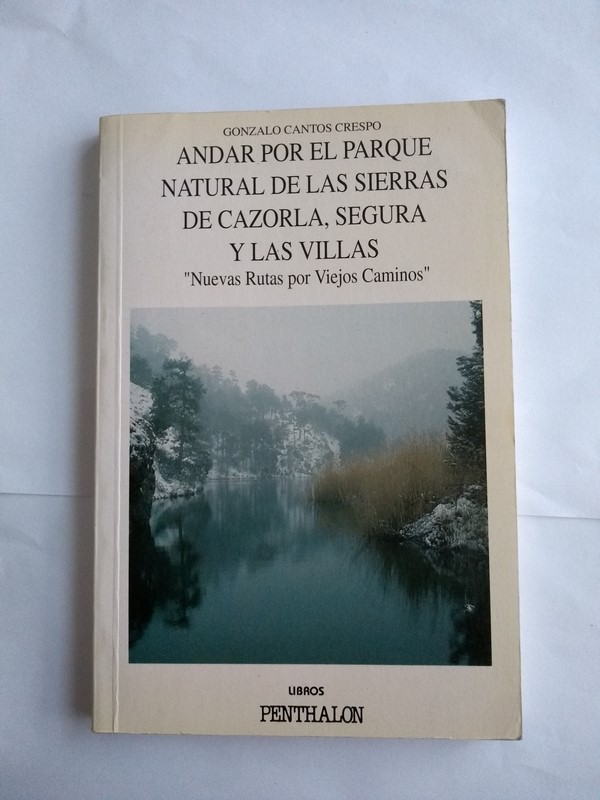 GONZALO CANTOS CRESPO
ANDAR POR EL PARQUE
NATURAL DE LAS SIERRAS
DE CAZORLA, SEGURA
Y LAS VILLAS
"Nuevas Rutas por Viejos Caminos"
LIBROS
PENTHALON